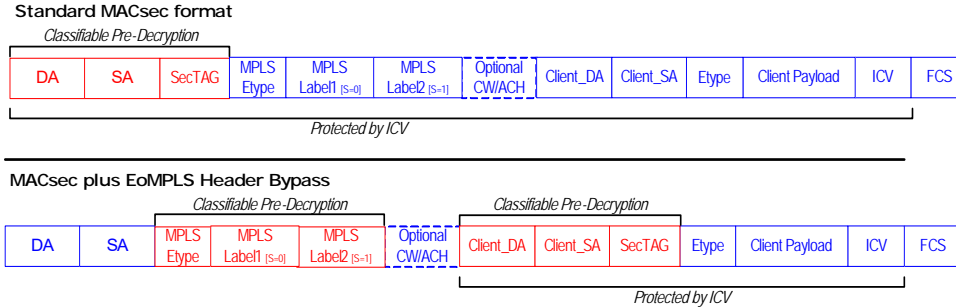 Standard MACsec format
Classifiable Pre-Decryption
DA SA SecTAG MPLS Etype MPLS Label1 [S=0] MPLS Label2 [S=1] Optional CW/ACH Client_DA Client_SA Etype Client Payload ICV FCS
Protected by ICV
MACsec plus EoMPLS Header Bypass
Classifiable Pre-Decryption Classifiable Pre-Decryption
DA SA MPLS Etype MPLS Label1 [S=0] MPLS Label2 [S=1] Optional CW/ACH Client_DA Client_SA SecTAG Etype Client Payload ICV FCS
Protected by ICV